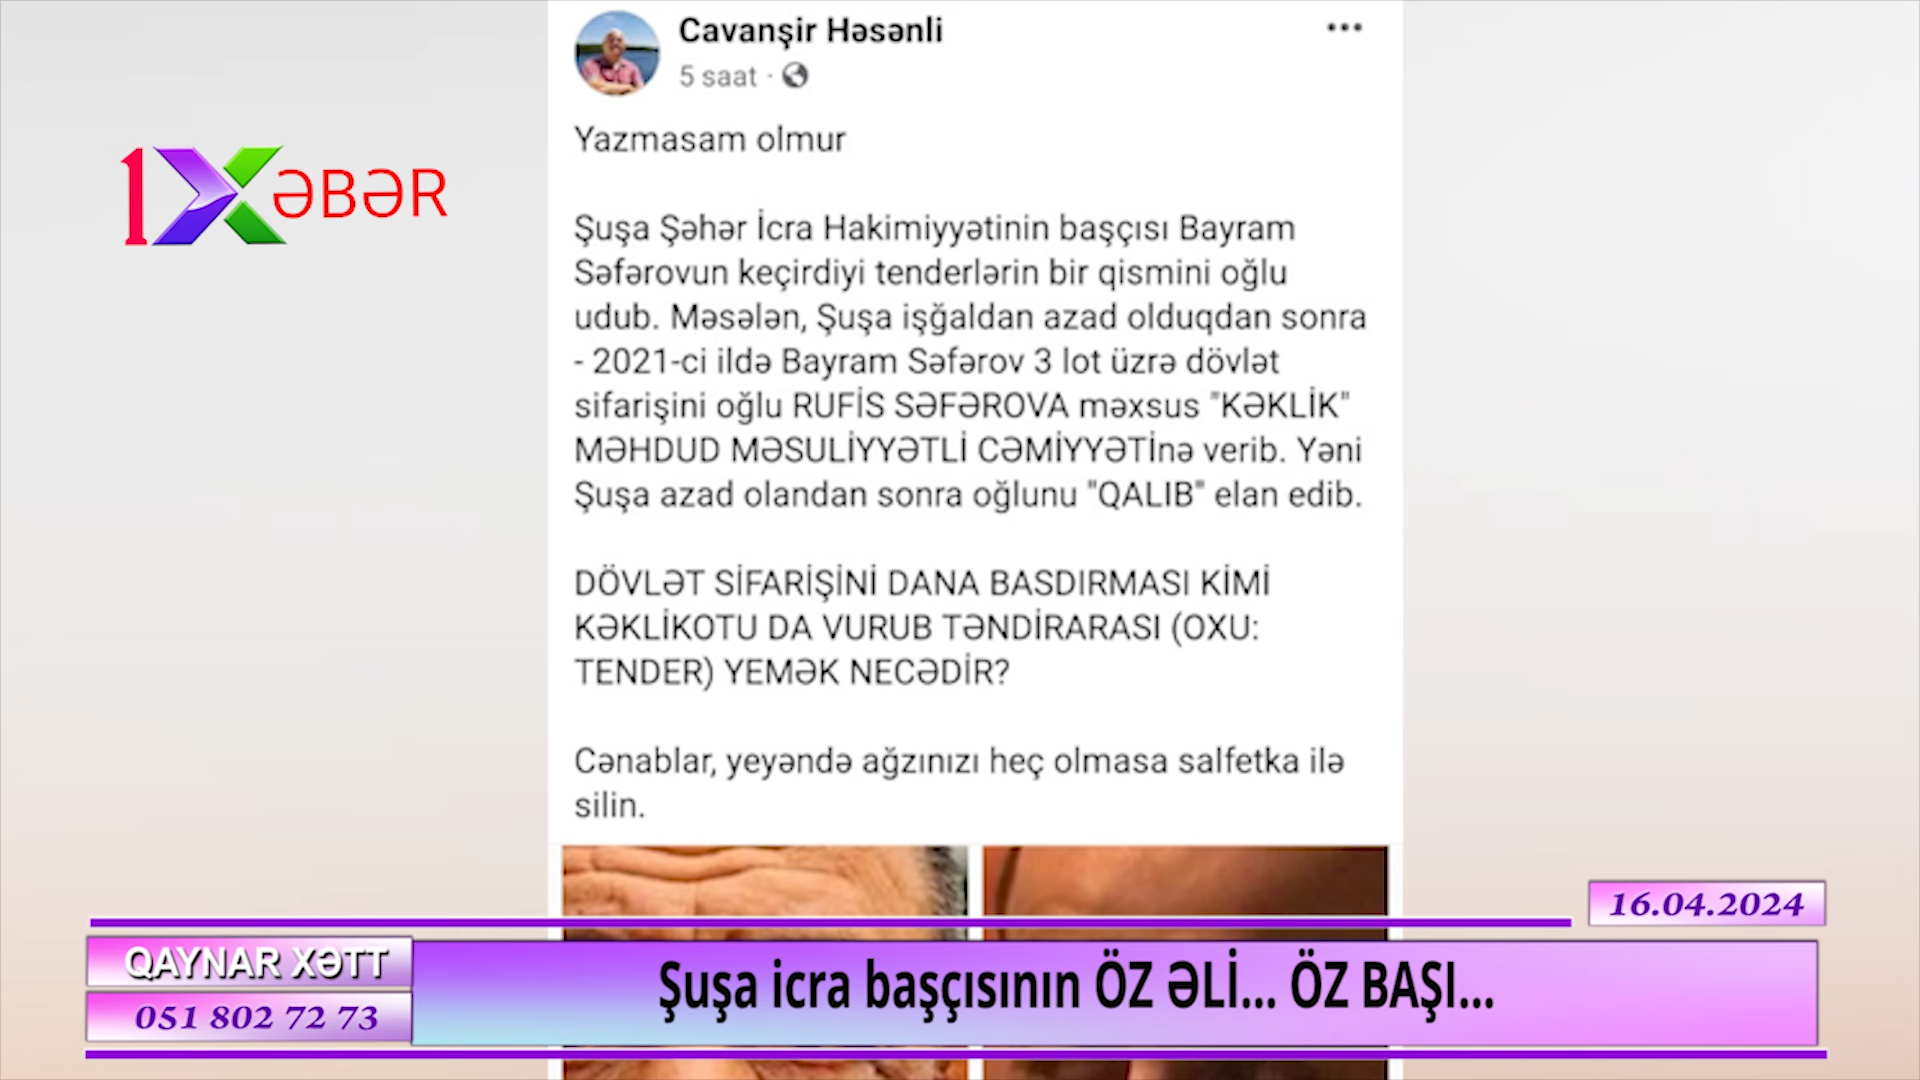 Cavanşir Həsənli
5 saat ·
1XƏBƏR
Yazmasam olmur
Şuşa Şəhər İcra Hakimiyyətinin başçısı Bayram
Səfərovun keçirdiyi tenderlərin bir qismini oğlu
udub. Məsələn, Şuşa işğaldan azad olduqdan sonra
- 2021-ci ildə Bayram Səfərov 3 lot üzrə dövlət
sifarişini oğlu RUFİS SƏFƏROVA məxsus "KƏKLİK"
MƏHDUD MƏSULİYYƏTLİ CƏMİYYƏTİnə verib. Yəni
Şuşa azad olandan sonra oğlunu "QALIB" elan edib.
DÖVLƏT SİFARİŞİNİ DANA BASDIRMASI KİMİ
KƏKLİKOTU DA VURUB TƏNDİRARASI (OXU:
TENDER) YEMƏK NECƏDİR?
Cənablar, yeyəndə ağzınızı heç olmasa salfetka ilə
silin.
16.04.2024
QAYNAR XƏTT
051 802 72 73
Şuşa icra başçısının ÖZ ƏLİ... ÖZ BAŞI...